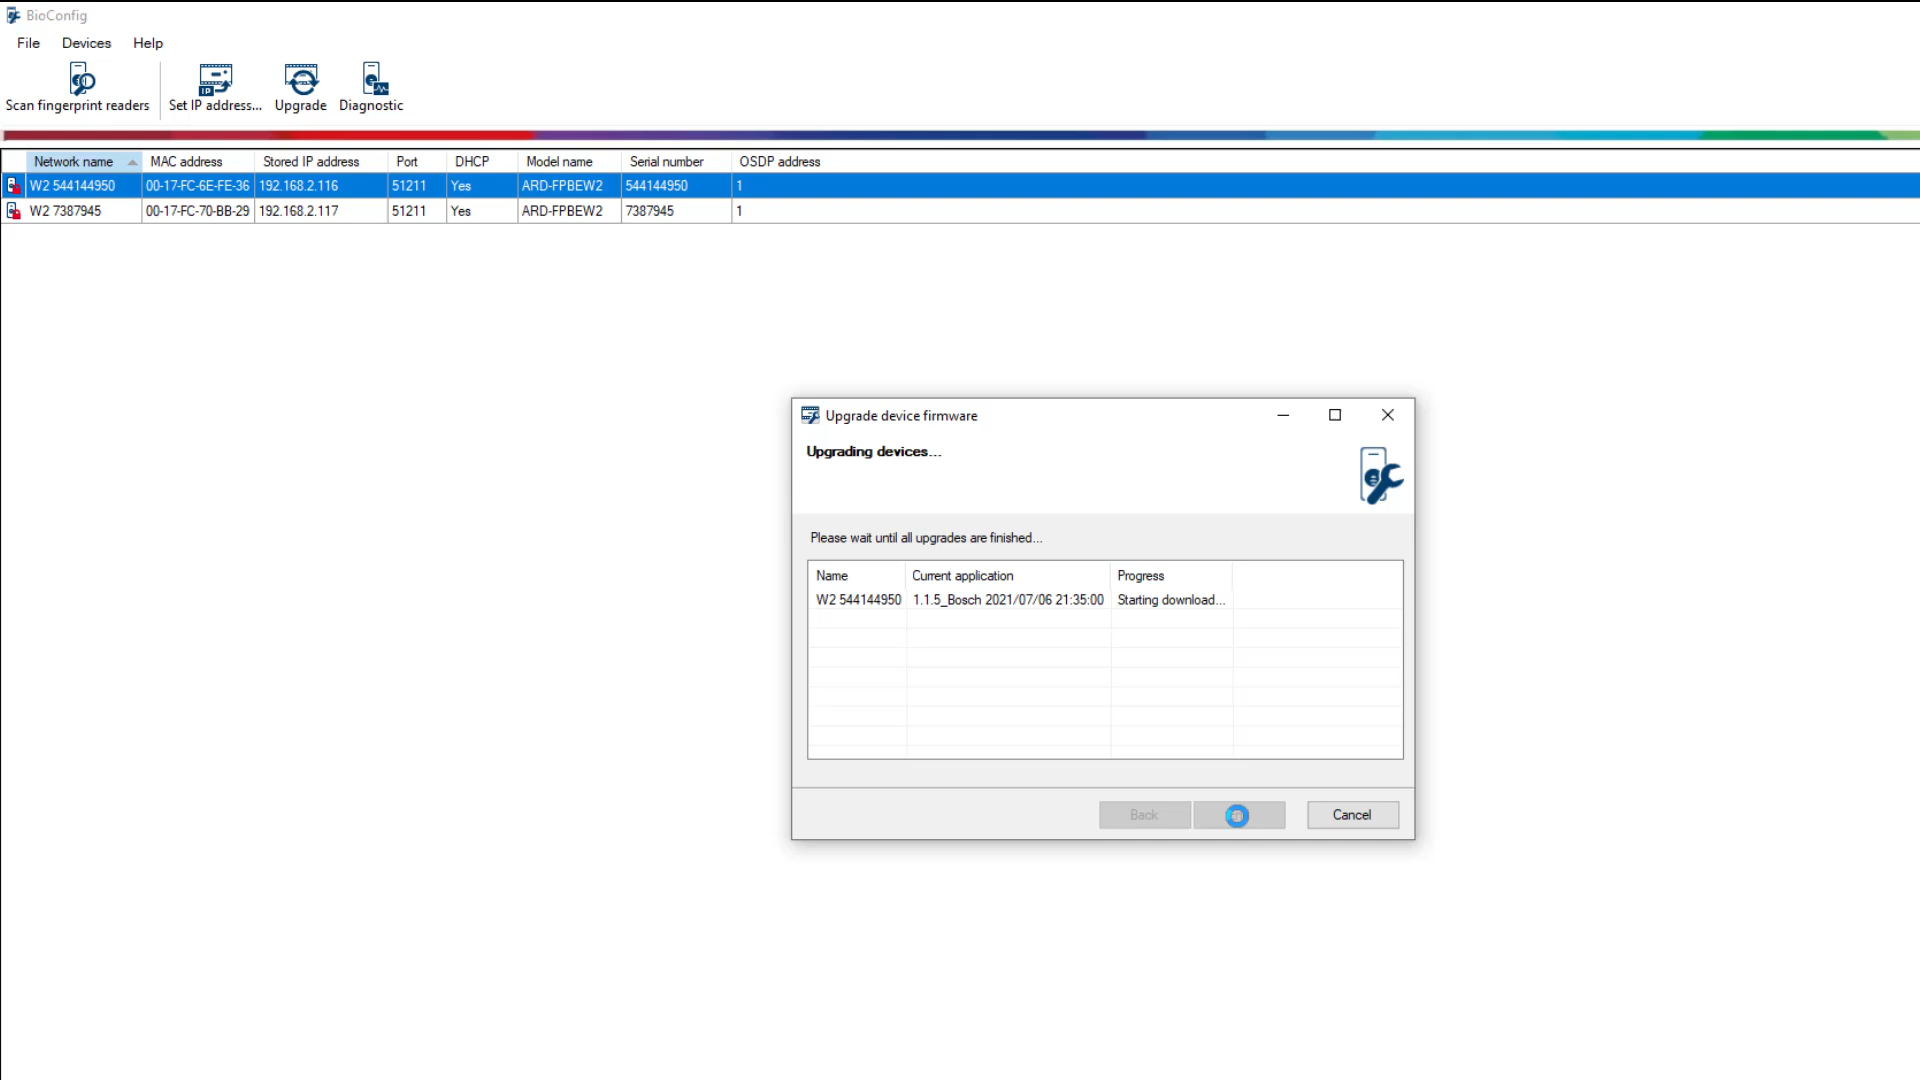 BioConfig
File Devices Help
Scan fingerprint readers Set IP address... Upgrade Diagnostic
Network name MAC address Stored IP address Port DHCP Model name Serial number OSDP address
W2 544144950 00-17-FC-6E-FE-36 192.168.2.116 51211 Yes ARD-FPBEW2 544144950 1
W2 7387945 00-17-FC-70-BB-29 192.168.2.117 51211 Yes ARD-FPBEW2 7387945 1
Upgrade device firmware
Upgrading devices...
Please wait until all upgrades are finished...
Name Current application Progress
W2 544144950 1.1.5_Bosch 2021/07/06 21:35:00 Starting download...
Back Cancel